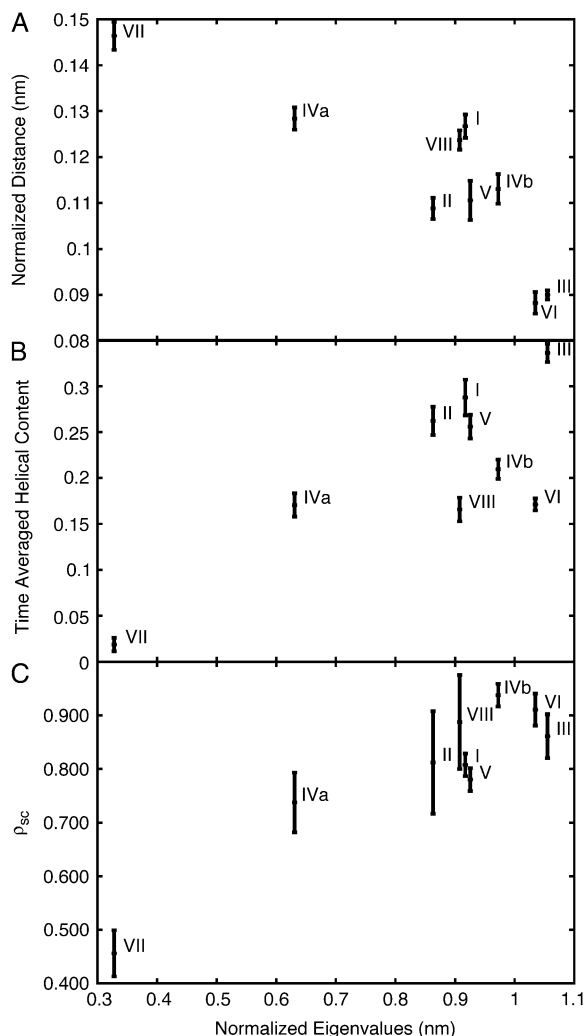 A
0.15
0.14
0.13
0.12
0.11
0.1
0.09
0.08
Normalized Distance (nm)
VII
IVa
I
VIII
II
V
IVb
III
VI
B
0.3
0.25
0.2
0.15
0.1
0.05
0
Time Averaged Helical Content
III
I
II
V
IVb
IVa
VIII
VI
VII
C
0.900
0.800
0.700
0.600
0.500
0.400
ρsc
IVb
VI
VIII
III
II
I
V
IVa
VII
0.3 0.4 0.5 0.6 0.7 0.8 0.9 1 1.1
Normalized Eigenvalues (nm)